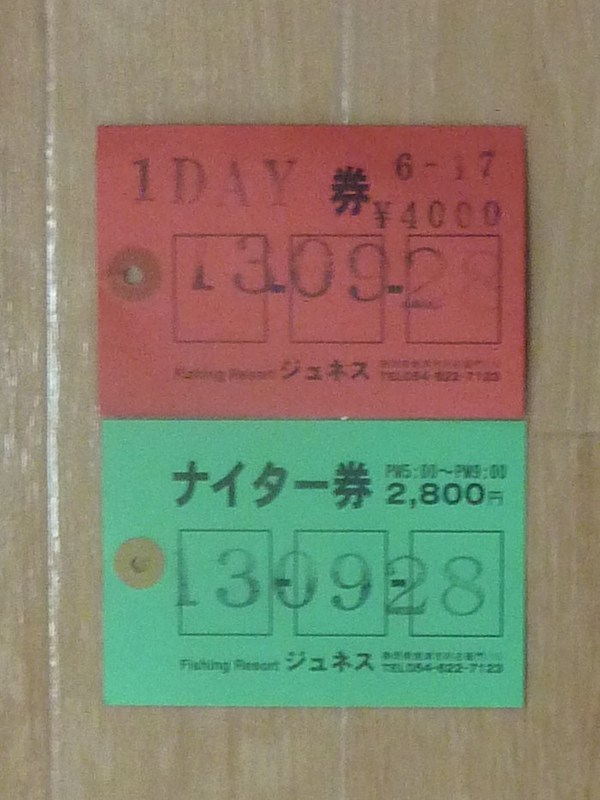 1DAY 券 6-17
¥4000
13-09-28
Fishing Resort ジュネス TEL054-622-7123
ナイター券 PM5:00～PM9:00
2,800円
13-09-28
Fishing Resort ジュネス TEL054-622-7123